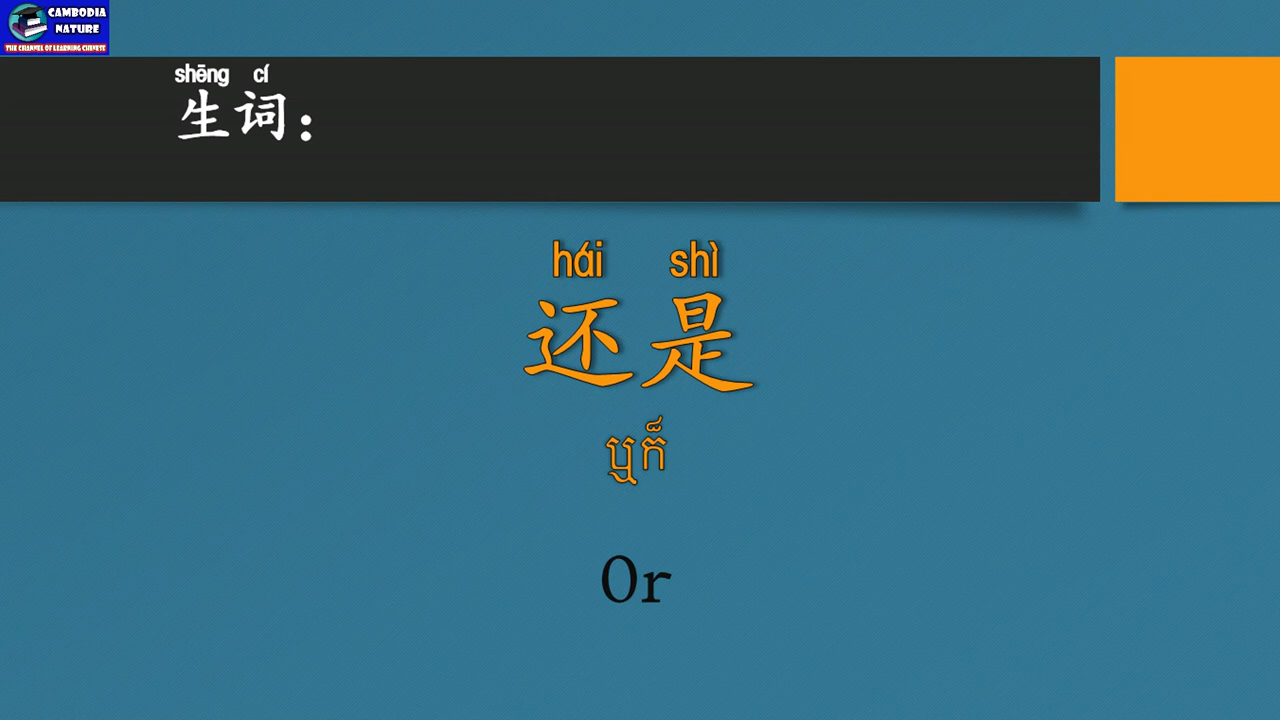 CAMBODIA
NATURE
THE CHANNEL OF LEARNING CHINESE
shēng cí
生词：
hái shì
还是
ឬក៏
Or